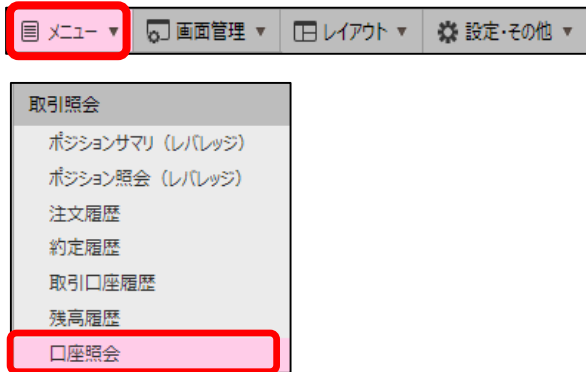 メニュー ▼ 画面管理 ▼ レイアウト ▼ 設定・その他 ▼
取引照会
ポジションサマリ（レバレッジ）
ポジション照会（レバレッジ）
注文履歴
約定履歴
取引口座履歴
残高履歴
口座照会